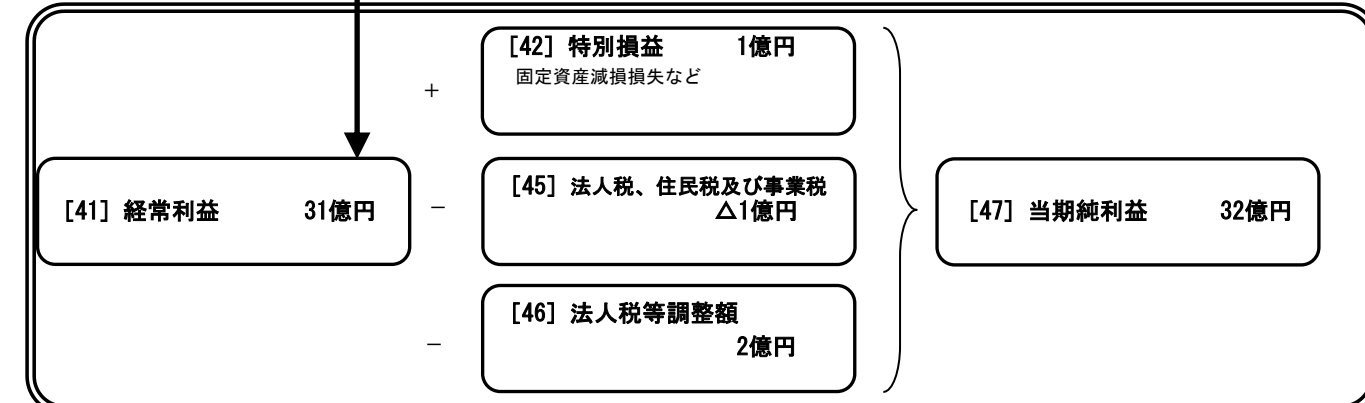 [42] 特別損益 1億円
固定資産減損損失など
+
[41] 経常利益 31億円
−
[45] 法人税、住民税及び事業税
△1億円
[47] 当期純利益 32億円
[46] 法人税等調整額
−
2億円